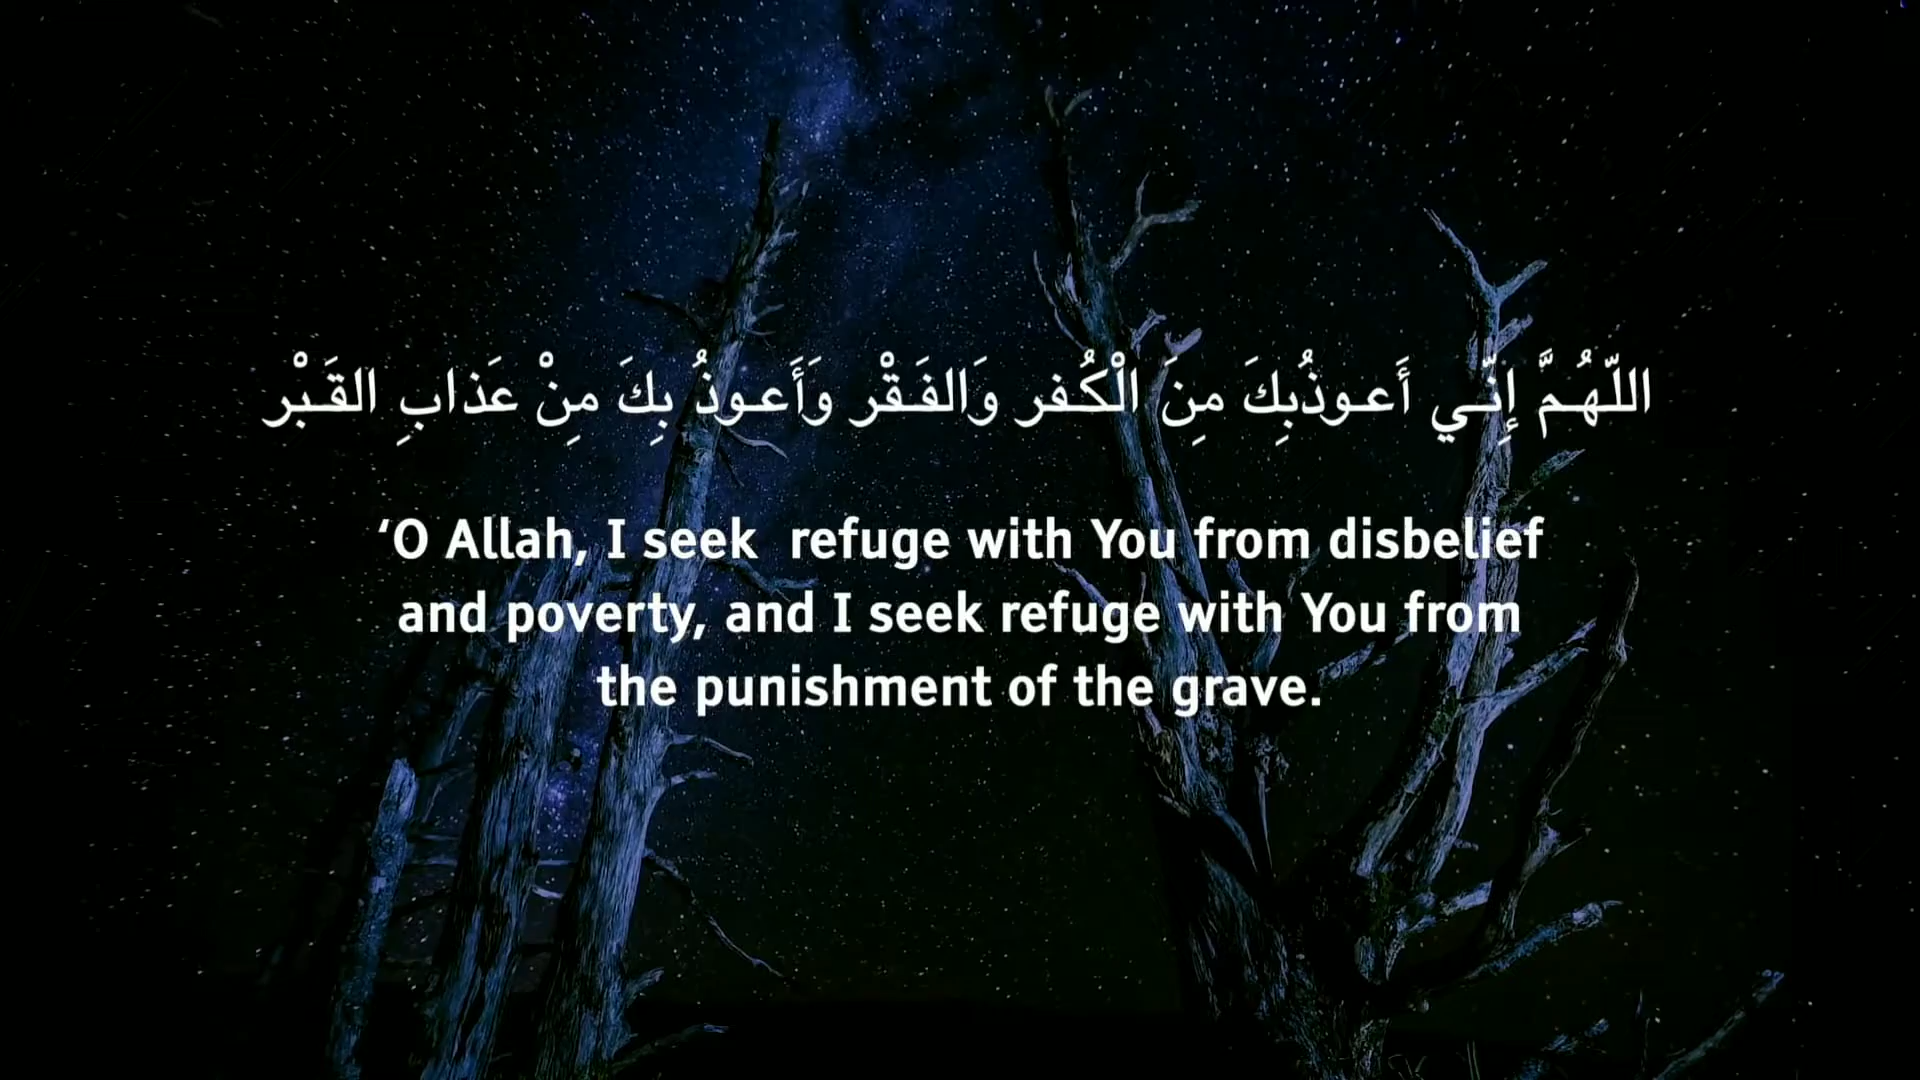 اللّهُـمَّ إِنّـي أَعـوذُبِكَ مِنَ الْكُـفر وَالفَـقْر وَأَعـوذُ بِكَ مِنْ عَذابِ القَـبْر
‘O Allah, I seek  refuge with You from disbelief
and poverty, and I seek refuge with You from
the punishment of the grave.